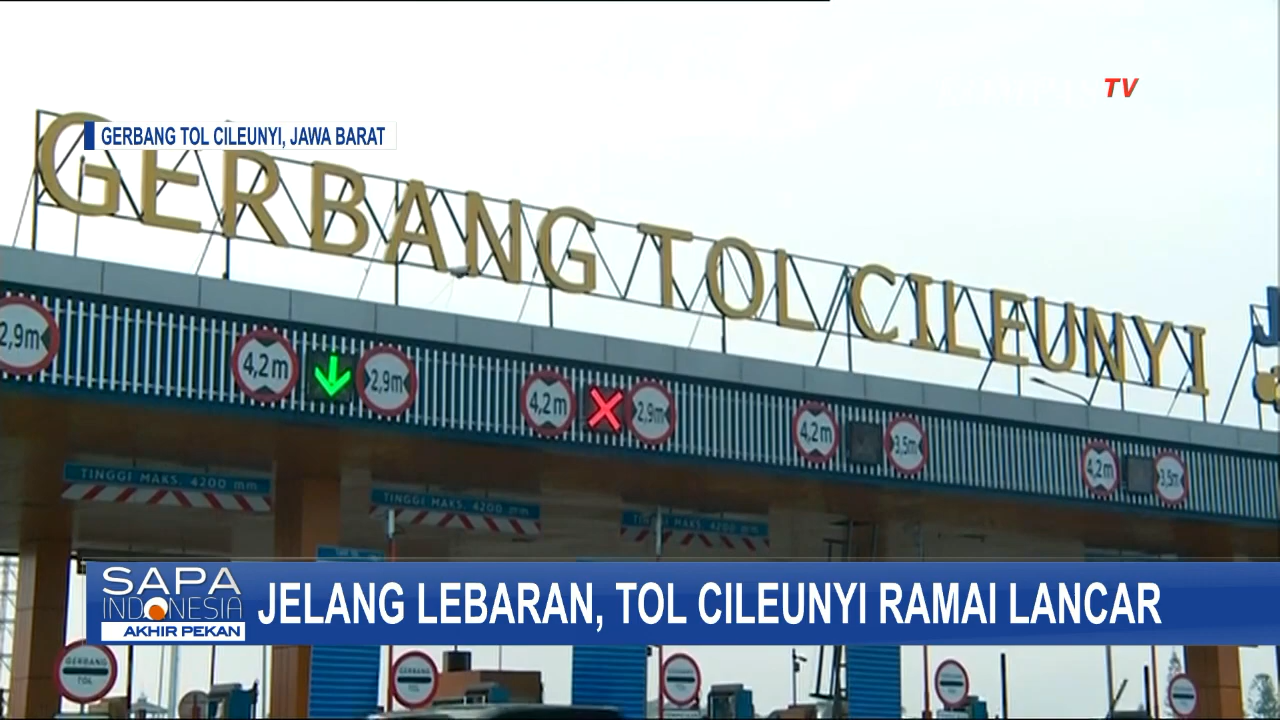 TV
GERBANG TOL CILEUNYI, JAWA BARAT
GERBANG TOL CILEUNYI
2,9m
4,2m
2,9m
4,2m
2,9m
4,2m
3,5m
4,2m
3,5m
TINGGI MAKS. 4200 mm
TINGGI MAKS. 4200 mm
TINGGI MAKS. 4200 mm
SAPA
INDONESIA
AKHIR PEKAN
JELANG LEBARAN, TOL CILEUNYI RAMAI LANCAR
GERBANG
TOL
GERBANG
TOL